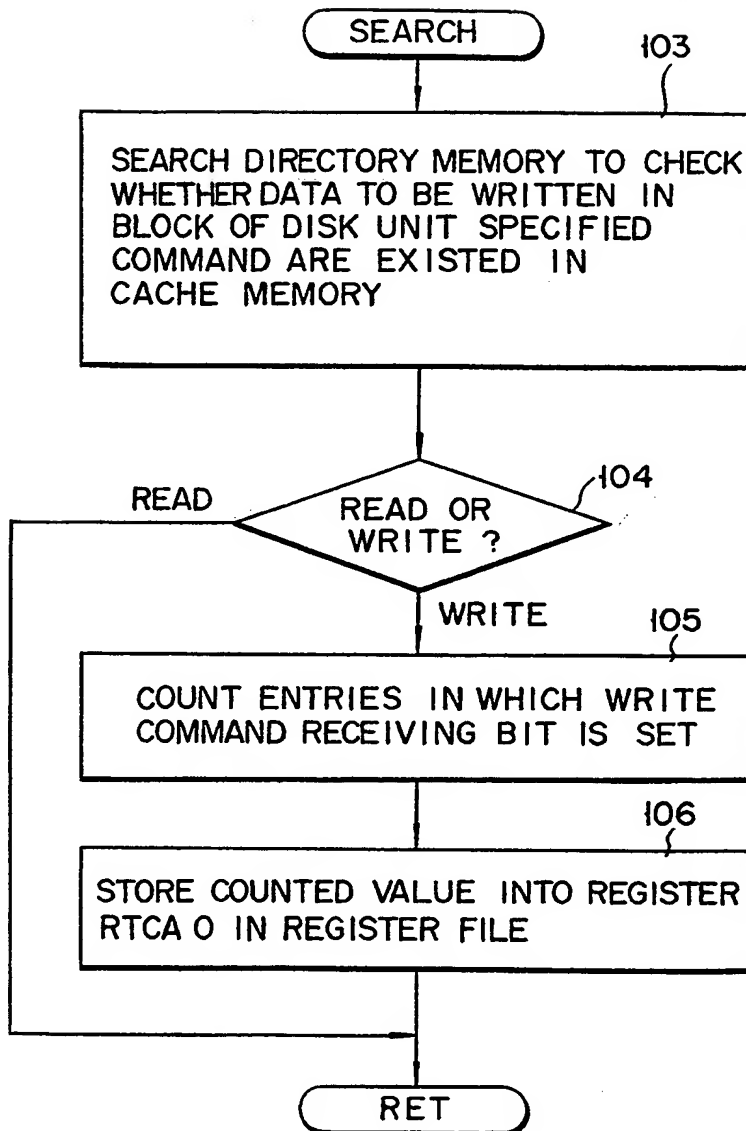 SEARCH
103
SEARCH DIRECTORY MEMORY TO CHECK
WHETHER DATA TO BE WRITTEN IN
BLOCK OF DISK UNIT SPECIFIED
COMMAND ARE EXISTED IN
CACHE MEMORY
104
READ
READ OR
WRITE ?
WRITE
105
COUNT ENTRIES IN WHICH WRITE
COMMAND RECEIVING BIT IS SET
106
STORE COUNTED VALUE INTO REGISTER
RTCA 0 IN REGISTER FILE
RET